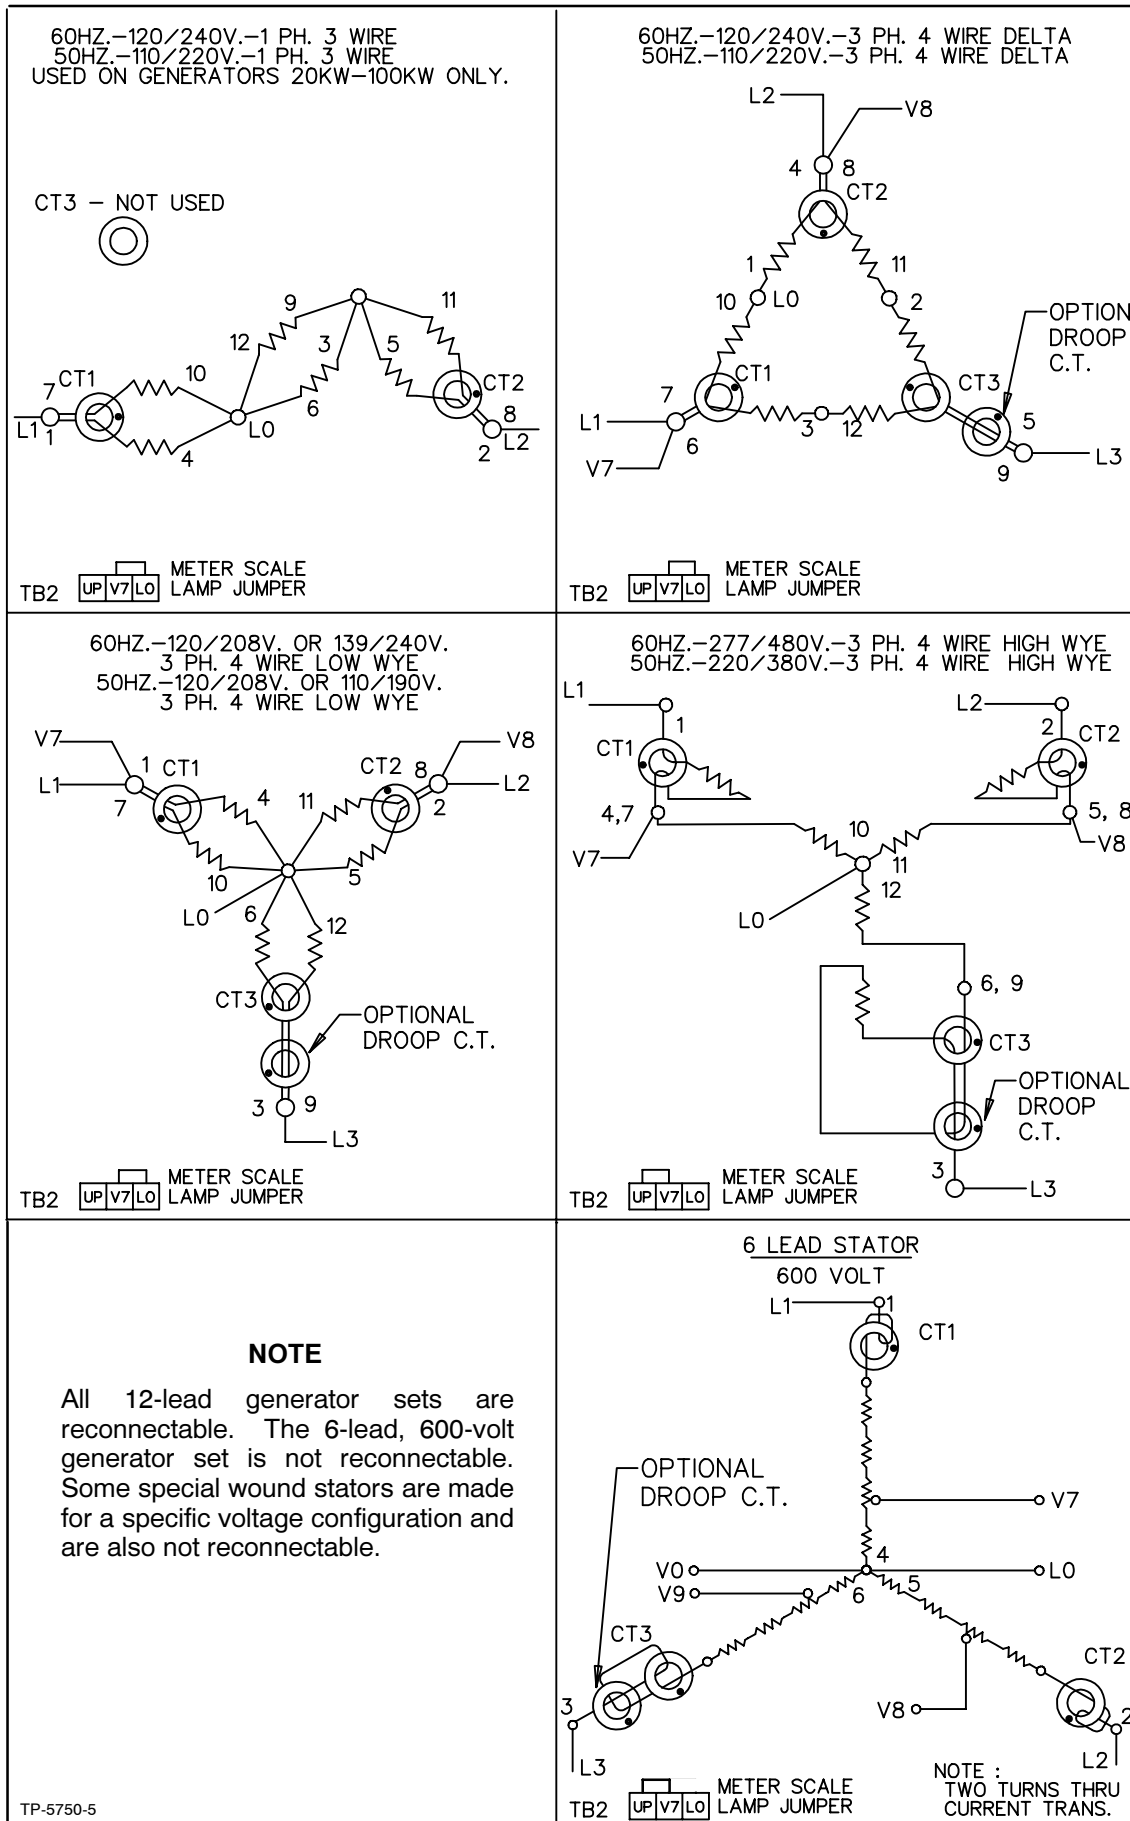 60HZ.-120/240V.-1 PH. 3 WIRE
50HZ.-110/220V.-1 PH. 3 WIRE
USED ON GENERATORS 20KW-100KW ONLY.
CT3 - NOT USED
9
11
12
3
5
10
CT1
CT2
7
6
8
L1
1
L0
L2
4
2
METER SCALE
TB2 UP V7 L0 LAMP JUMPER
60HZ.-120/240V.-3 PH. 4 WIRE DELTA
50HZ.-110/220V.-3 PH. 4 WIRE DELTA
L2
V8
4 8
CT2
1
11
10
L0
2
OPTION
DROOP
C.T.
CT1
CT3
7
5
L1
3
12
6
V7
9
L3
METER SCALE
TB2 UP V7 L0 LAMP JUMPER
60HZ.-120/208V. OR 139/240V.
3 PH. 4 WIRE LOW WYE
50HZ.-120/208V. OR 110/190V.
3 PH. 4 WIRE LOW WYE
V7
V8
1
CT1
CT2
8
L1
L2
7
4
11
2
10
5
L0
6
12
CT3
OPTIONAL
DROOP C.T.
3 9
L3
METER SCALE
TB2 UP V7 L0 LAMP JUMPER
60HZ.-277/480V.-3 PH. 4 WIRE HIGH WYE
50HZ.-220/380V.-3 PH. 4 WIRE HIGH WYE
L1
L2
1
2
CT1
CT2
4,7
5, 8
10
V7
11
V8
12
L0
6, 9
CT3
OPTIONAL
DROOP
C.T.
3
L3
METER SCALE
TB2 UP V7 L0 LAMP JUMPER
NOTE
All 12-lead generator sets are
reconnectable. The 6-lead, 600-volt
generator set is not reconnectable.
Some special wound stators are made
for a specific voltage configuration and
are also not reconnectable.
TP-5750-5
6 LEAD STATOR
600 VOLT
L1
1
CT1
OPTIONAL
DROOP C.T.
V7
4
V0
L0
V9
6
5
CT3
CT2
3
V8
2
L3
L2
METER SCALE
TB2 UP V7 L0 LAMP JUMPER
NOTE :
TWO TURNS THRU
CURRENT TRANS.